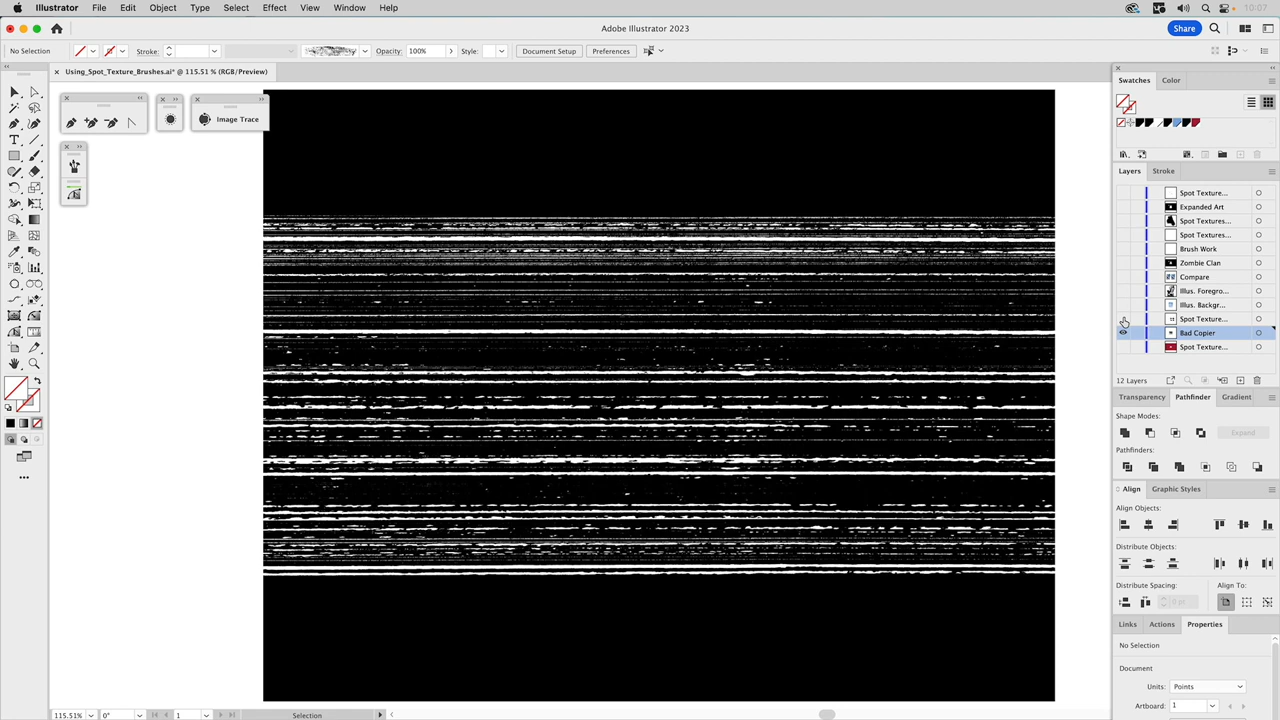 Illustrator File Edit Object Type Select Effect View Window Help 10:07
Adobe Illustrator 2023
Share
No Selection Stroke: Opacity: 100% Style: Document Setup Preferences
Using_Spot_Texture_Brushes.ai* @ 115.51 % (RGB/Preview)
Image Trace
Swatches Color
Layers Stroke
Spot Texture...
Expanded Art
Spot Textures...
Spot Textures...
Brush Work
Zombie Clan
Compare
Illus. Foregro...
Illus. Backgr...
Spot Texture...
Bad Copier
Spot Texture...
12 Layers
Transparency Pathfinder Gradient
Shape Modes:
Expand
Pathfinders:
Align Graphic Styles
Align Objects:
Distribute Objects:
Distribute Spacing: Align To:
0 pt
Links Actions Properties
No Selection
Document
Units: Points
Artboard: 1
115.51% 0° 1 Selection